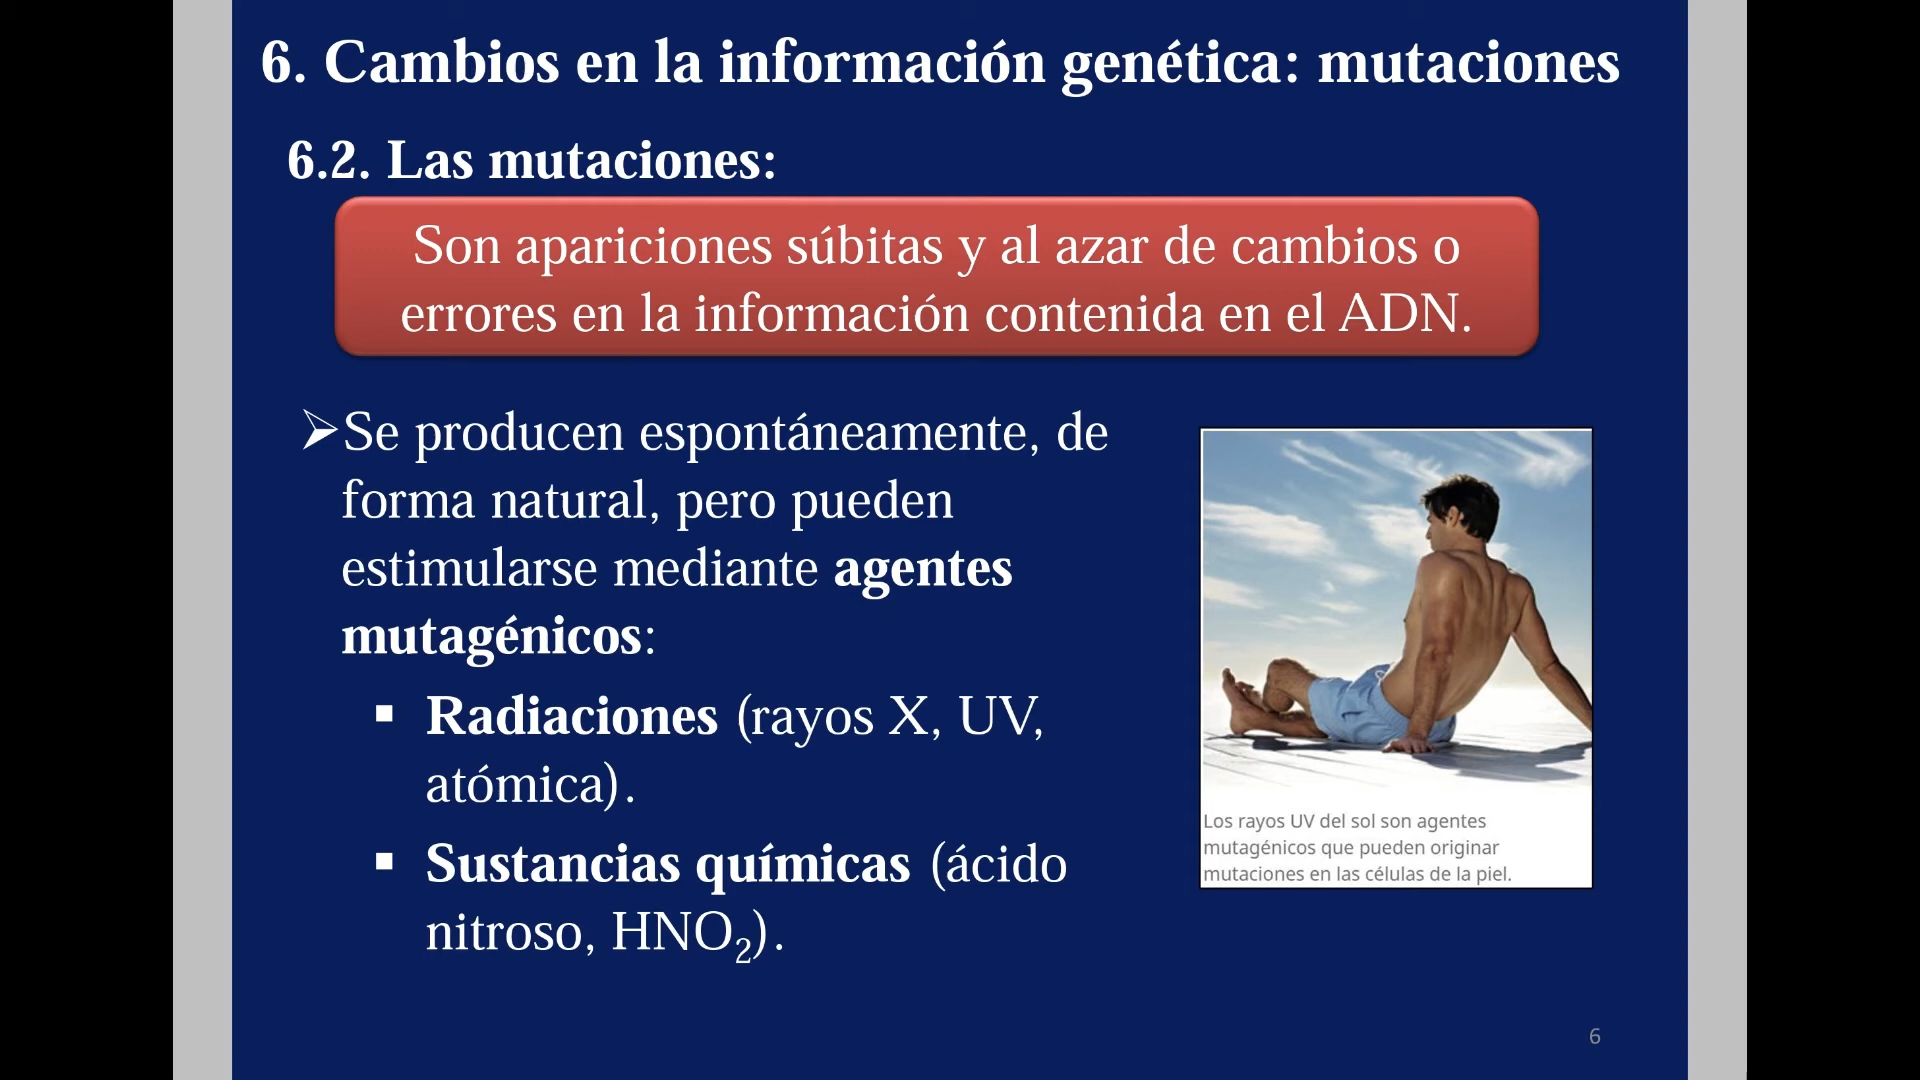 6. Cambios en la información genética: mutaciones
6.2. Las mutaciones:
Son apariciones súbitas y al azar de cambios o
errores en la información contenida en el ADN.
➢Se producen espontáneamente, de
forma natural, pero pueden
estimularse mediante agentes
mutagénicos:
▪ Radiaciones (rayos X, UV,
atómica).
▪ Sustancias químicas (ácido
nitroso, HNO₂).
Los rayos UV del sol son agentes
mutagénicos que pueden originar
mutaciones en las células de la piel.
6